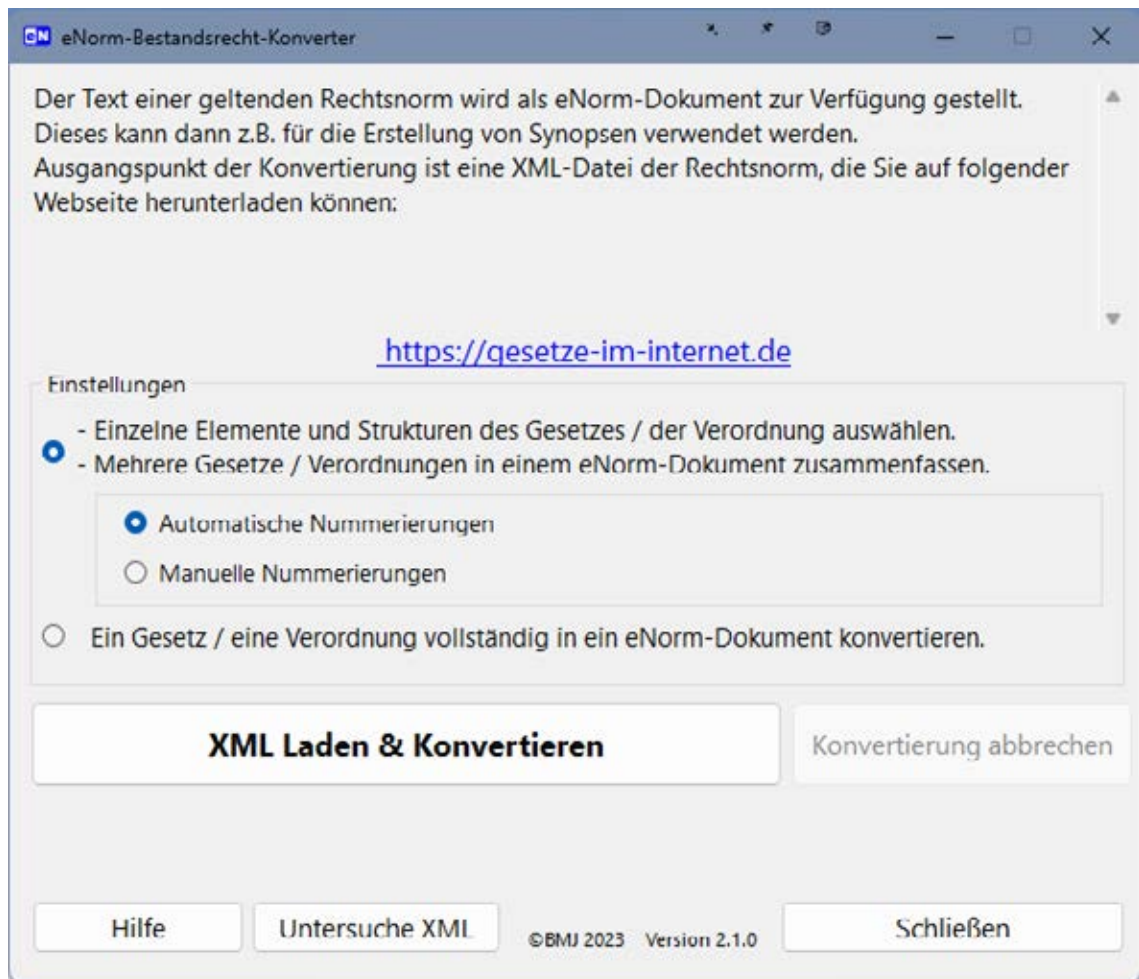 eN eNorm-Bestandsrecht-Konverter
Der Text einer geltenden Rechtsnorm wird als eNorm-Dokument zur Verfügung gestellt.
Dieses kann dann z.B. für die Erstellung von Synopsen verwendet werden.
Ausgangspunkt der Konvertierung ist eine XML-Datei der Rechtsnorm, die Sie auf folgender
Webseite herunterladen können:
https://gesetze-im-internet.de
Einstellungen
- Einzelne Elemente und Strukturen des Gesetzes / der Verordnung auswählen.
- Mehrere Gesetze / Verordnungen in einem eNorm-Dokument zusammenfassen.
Automatische Nummerierungen
Manuelle Nummerierungen
Ein Gesetz / eine Verordnung vollständig in ein eNorm-Dokument konvertieren.
XML Laden & Konvertieren Konvertierung abbrechen
Hilfe Untersuche XML ©BMJ 2023 Version 2.1.0 Schließen